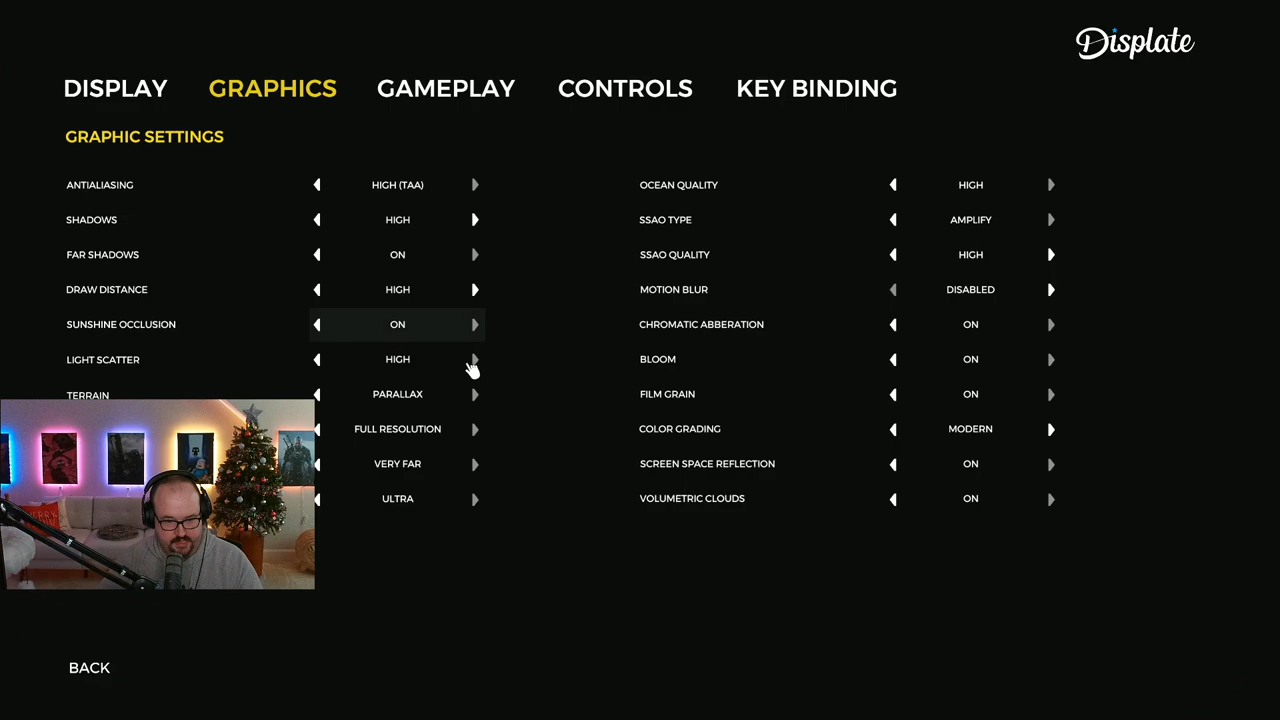 Displate
DISPLAY GRAPHICS GAMEPLAY CONTROLS KEY BINDING
GRAPHIC SETTINGS
ANTIALIASING HIGH (TAA)
SHADOWS HIGH
FAR SHADOWS ON
DRAW DISTANCE HIGH
SUNSHINE OCCLUSION ON
LIGHT SCATTER HIGH
TERRAIN PARALLAX
FULL RESOLUTION
VERY FAR
ULTRA
OCEAN QUALITY HIGH
SSAO TYPE AMPLIFY
SSAO QUALITY HIGH
MOTION BLUR DISABLED
CHROMATIC ABBERATION ON
BLOOM ON
FILM GRAIN ON
COLOR GRADING MODERN
SCREEN SPACE REFLECTION ON
VOLUMETRIC CLOUDS ON
BACK